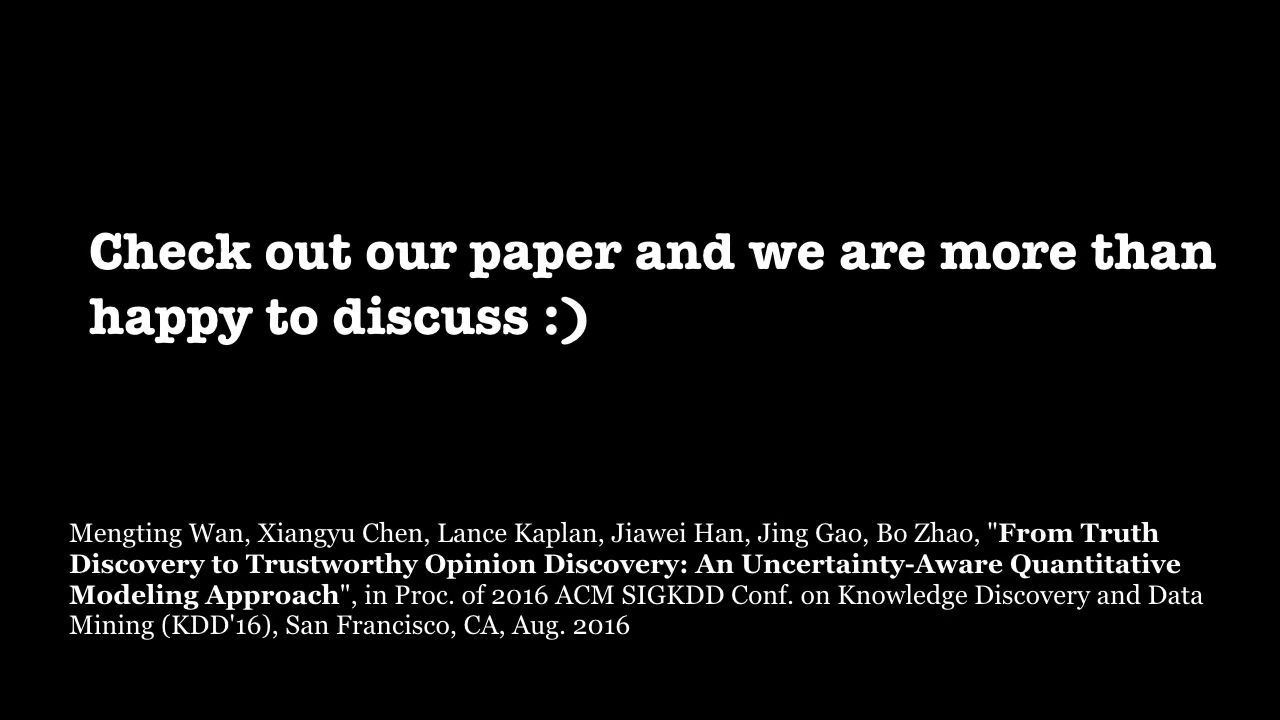 Check out our paper and we are more than
happy to discuss :)
Mengting Wan, Xiangyu Chen, Lance Kaplan, Jiawei Han, Jing Gao, Bo Zhao, "From Truth
Discovery to Trustworthy Opinion Discovery: An Uncertainty-Aware Quantitative
Modeling Approach", in Proc. of 2016 ACM SIGKDD Conf. on Knowledge Discovery and Data
Mining (KDD'16), San Francisco, CA, Aug. 2016